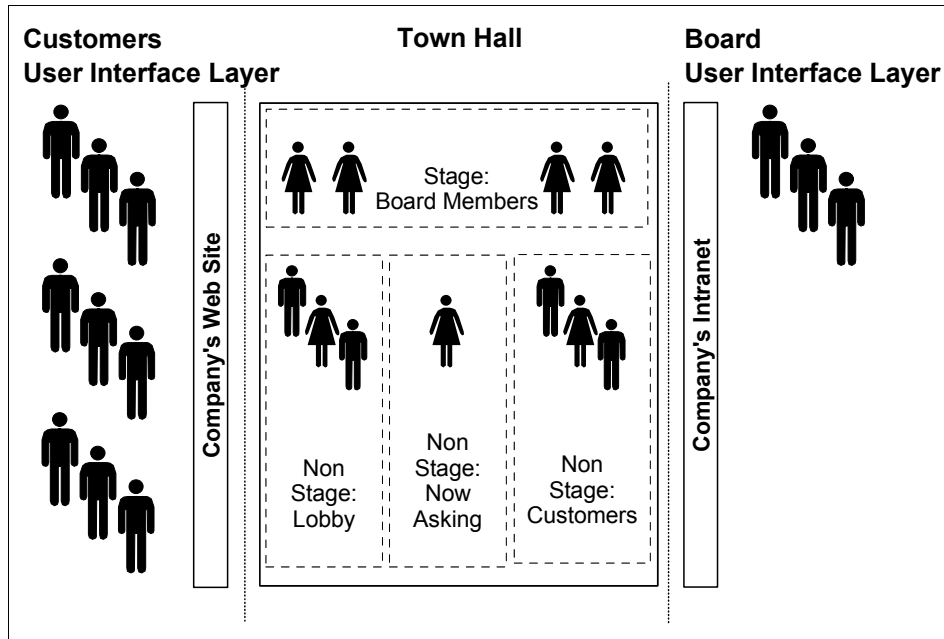 Customers
User Interface Layer
Town Hall
Board
User Interface Layer
Company's Web Site
Stage:
Board Members
Non
Stage:
Lobby
Non
Stage:
Now
Asking
Non
Stage:
Customers
Company's Intranet